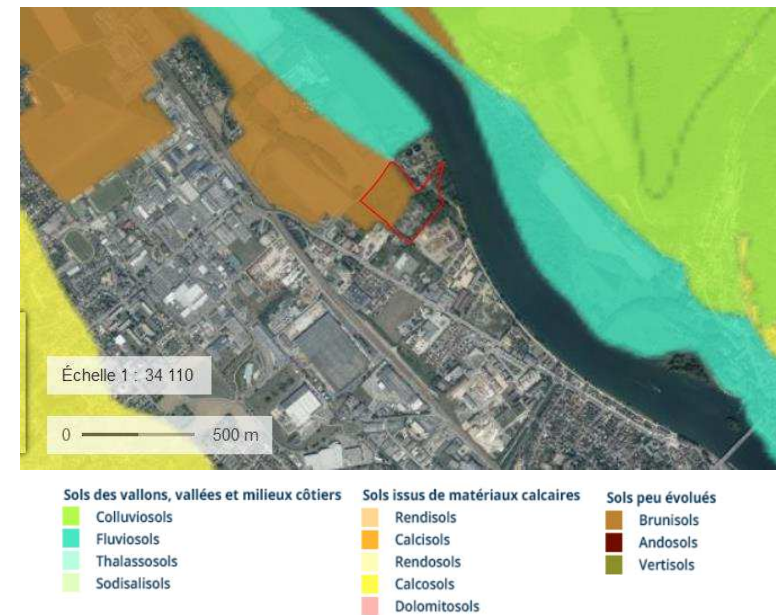 Échelle 1 : 34 110
0 500 m
Sols des vallons, vallées et milieux côtiers
Colluviosols
Fluviosols
Thalassosols
Sodisalisols
Sols issus de matériaux calcaires
Rendisols
Calcisols
Rendosols
Calcosols
Dolomitosols
Sols peu évolués
Brunisols
Andosols
Vertisols